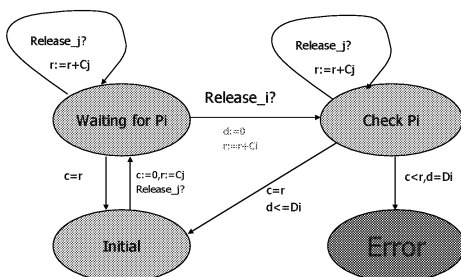 Release_j?
r:=r+Cj
Release_j?
r:=r+Cj
Waiting for Pi
Release_i?
d:=0
r:=r+Ci
Check Pi
c=r
c:=0,r:=Cj
Release_j?
c=r
d<=Di
c<r,d=Di
Initial
Error